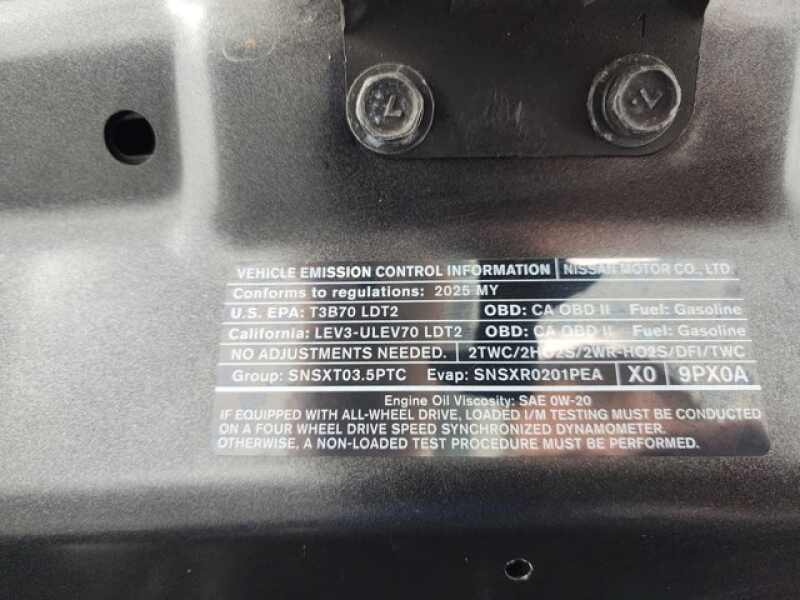 VEHICLE EMISSION CONTROL INFORMATION NISSAN MOTOR CO., LTD.
Conforms to regulations: 2025 MY
U.S. EPA: T3B70 LDT2 OBD: CA OBD II Fuel: Gasoline
California: LEV3-ULEV70 LDT2 OBD: CA OBD II Fuel: Gasoline
NO ADJUSTMENTS NEEDED. 2TWC/2HO2S/2WR-HO2S/DFI/TWC
Group: SNSXT03.5PTC Evap: SNSXR0201PEA X0 9PX0A
Engine Oil Viscosity: SAE 0W-20
IF EQUIPPED WITH ALL-WHEEL DRIVE, LOADED I/M TESTING MUST BE CONDUCTED
ON A FOUR WHEEL DRIVE SPEED SYNCHRONIZED DYNAMOMETER.
OTHERWISE, A NON-LOADED TEST PROCEDURE MUST BE PERFORMED.